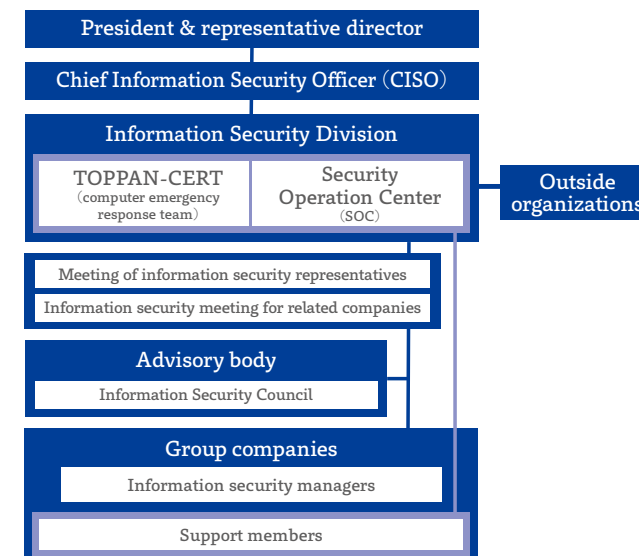 President & representative director
Chief Information Security Officer（CISO）
Information Security Division
TOPPAN-CERT
（computer emergency
response team）
Security
Operation Center
（SOC）
Outside
organizations
Meeting of information security representatives
Information security meeting for related companies
Advisory body
Information Security Council
Group companies
Information security managers
Support members